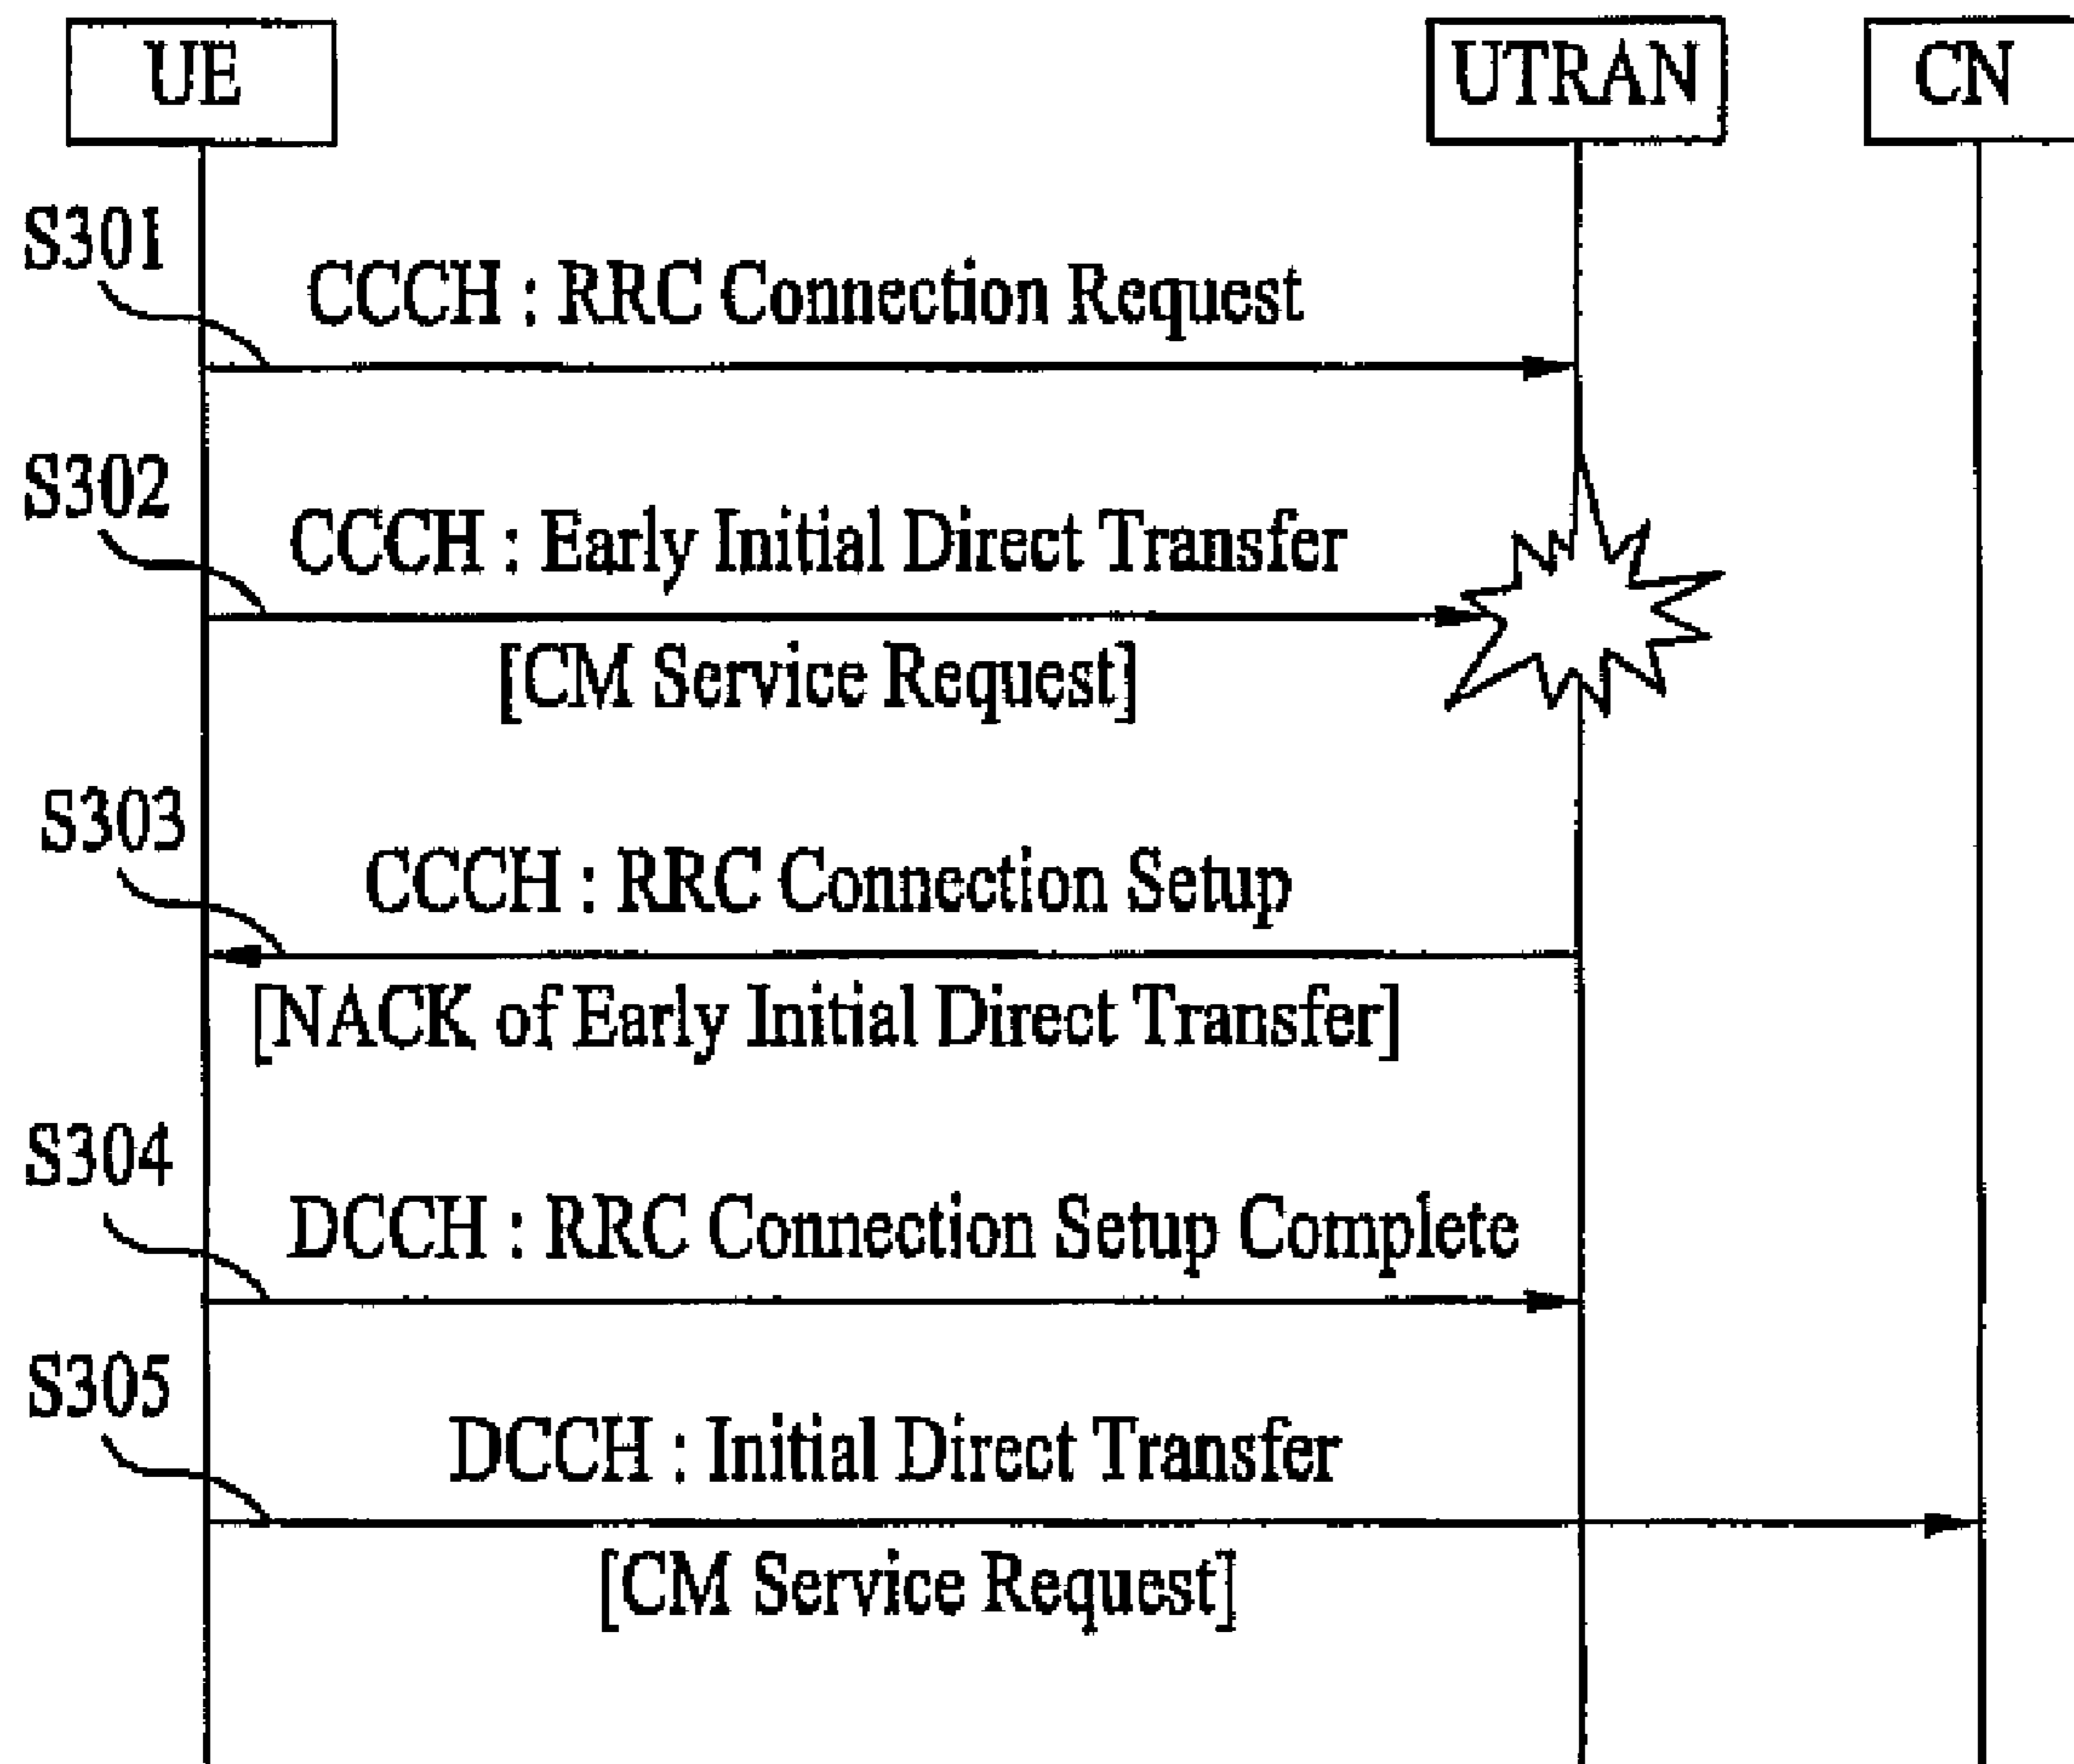 UE
UTRAN
CN
S301
CCCH : RRC Connection Request
S302
CCCH : Early Initial Direct Transfer
[CM Service Request]
S303
CCCH : RRC Connection Setup
[NACK of Early Initial Direct Transfer]
S304
DCCH : RRC Connection Setup Complete
S305
DCCH : Initial Direct Transfer
[CM Service Request]